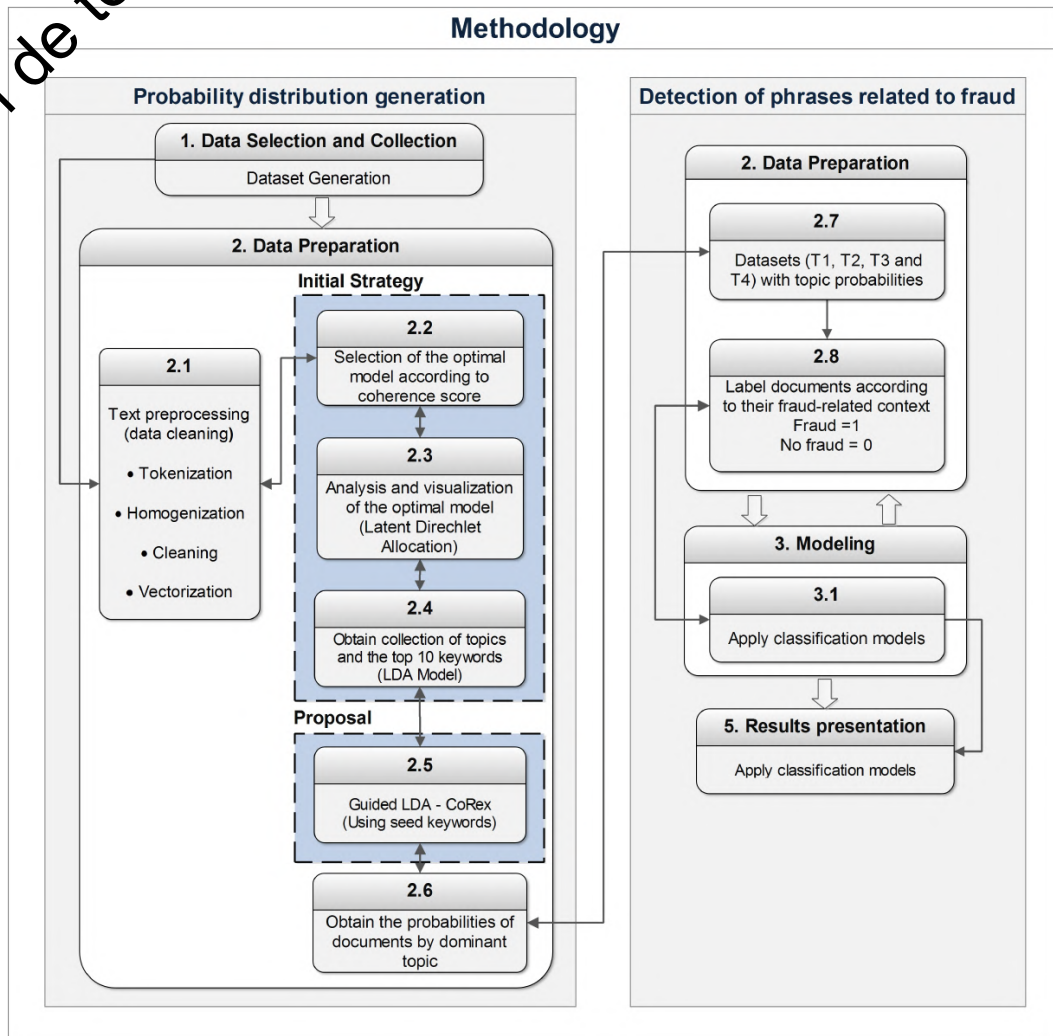 de
Methodology
Probability distribution generation
1. Data Selection and Collection
Dataset Generation
2. Data Preparation
Initial Strategy
2.1
Text preprocessing
(data cleaning)
• Tokenization
• Homogenization
• Cleaning
• Vectorization
2.2
Selection of the optimal
model according to
coherence score
2.3
Analysis and visualization
of the optimal model
(Latent Direchlet
Allocation)
2.4
Obtain collection of topics
and the top 10 keywords
(LDA Model)
Proposal
2.5
Guided LDA - CoRex
(Using seed keywords)
2.6
Obtain the probabilities of
documents by dominant
topic
Detection of phrases related to fraud
2. Data Preparation
2.7
Datasets (T1, T2, T3 and
T4) with topic probabilities
2.8
Label documents according
to their fraud-related context
Fraud =1
No fraud = 0
3. Modeling
3.1
Apply classification models
5. Results presentation
Apply classification models